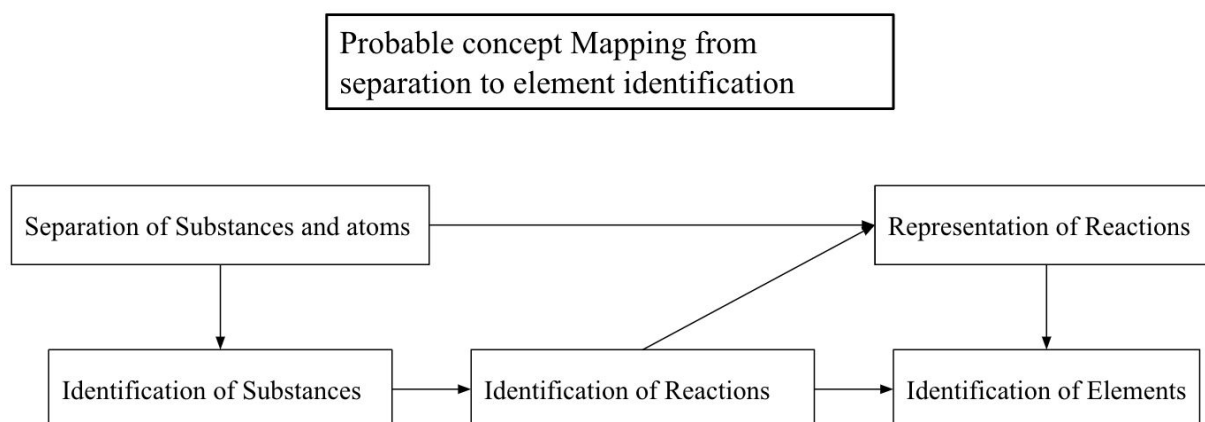 Probable concept Mapping from
separation to element identification
Separation of Substances and atoms
Representation of Reactions
Identification of Substances
Identification of Reactions
Identification of Elements